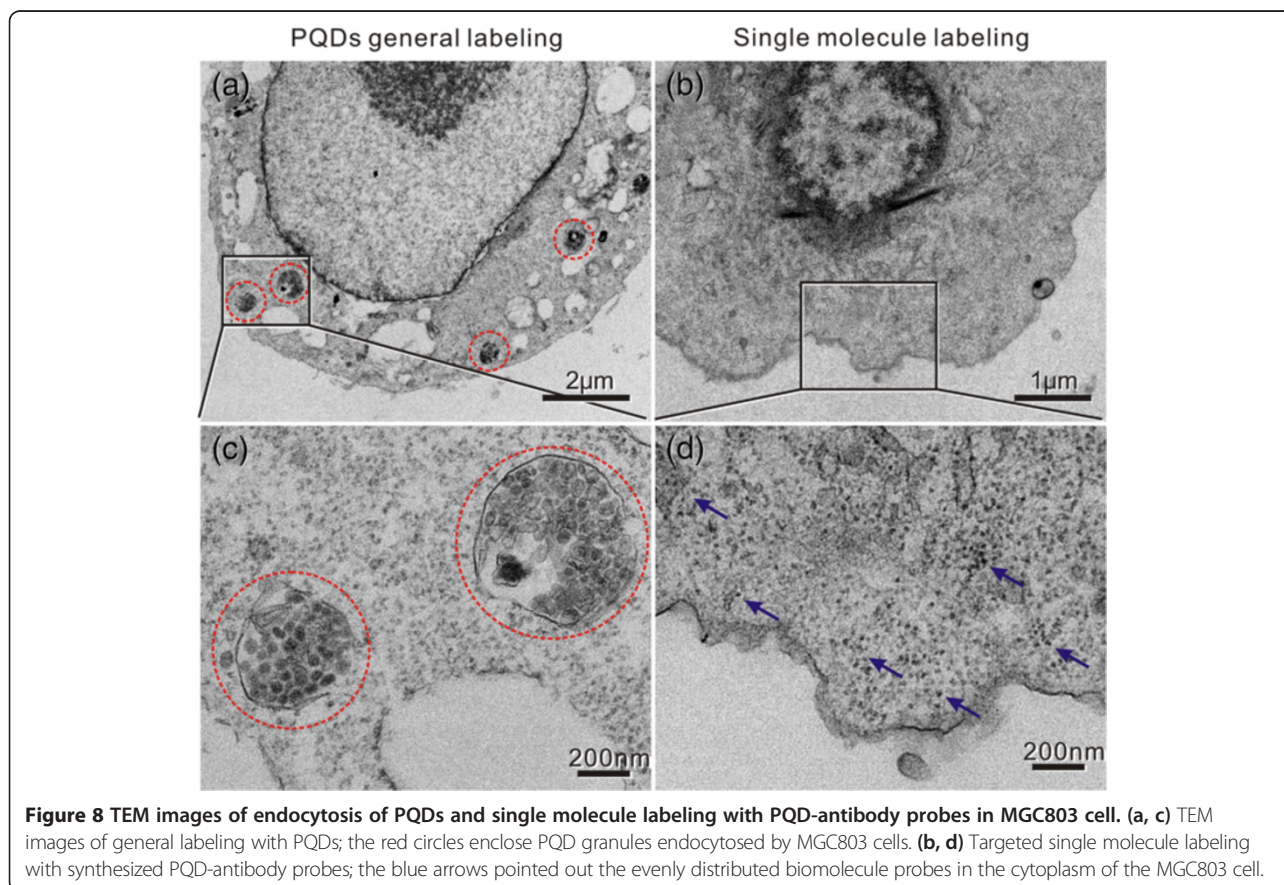 PQDs general labeling
Single molecule labeling
(a)
(b)
2μm
1μm
(c)
(d)
200nm
200nm
Figure 8 TEM images of endocytosis of PQDs and single molecule labeling with PQD-antibody probes in MGC803 cell. (a, c) TEM
images of general labeling with PQDs; the red circles enclose PQD granules endocytosed by MGC803 cells. (b, d) Targeted single molecule labeling
with synthesized PQD-antibody probes; the blue arrows pointed out the evenly distributed biomolecule probes in the cytoplasm of the MGC803 cell.